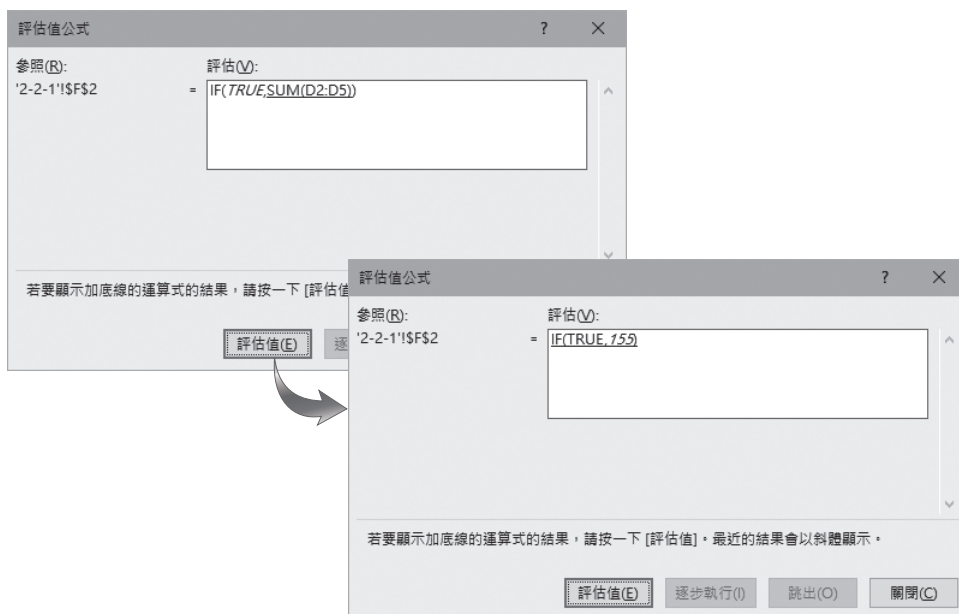 評估值公式 ?
參照(R): 評估(V):
'2-2-1'!$F$2 = IF(TRUE,SUM(D2:D5))
若要顯示加底線的運算式的結果，請按一下 [評估值
評估值(E) 逐
評估值公式 ?
參照(R): 評估(V):
'2-2-1'!$F$2 = IF(TRUE,155)
若要顯示加底線的運算式的結果，請按一下 [評估值]。最近的結果會以斜體顯示。
評估值(E) 逐步執行(I) 跳出(O) 關閉(C)